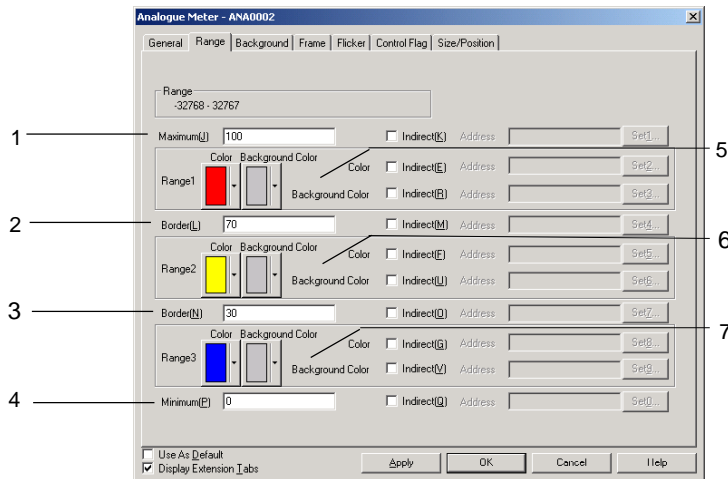 Analogue Meter - ANA0002
General Range Background Frame Flicker Control Flag Size/Position
Range
-32768 - 32767
1 Maximum(J) 100 Indirect(K) Address Set1...
5
Color Background Color
Range1 Color Indirect(E) Address Set2...
Background Color Indirect(R) Address Set3...
2 Border(L) 70 Indirect(M) Address Set4...
6
Color Background Color
Range2 Color Indirect(F) Address Set5...
Background Color Indirect(U) Address Set6...
3 Border(N) 30 Indirect(O) Address Set7...
7
Color Background Color
Range3 Color Indirect(G) Address Set8...
Background Color Indirect(V) Address Set9...
4 Minimum(P) 0 Indirect(Q) Address Set0...
Use As Default
Display Extension Tabs Apply OK Cancel Help